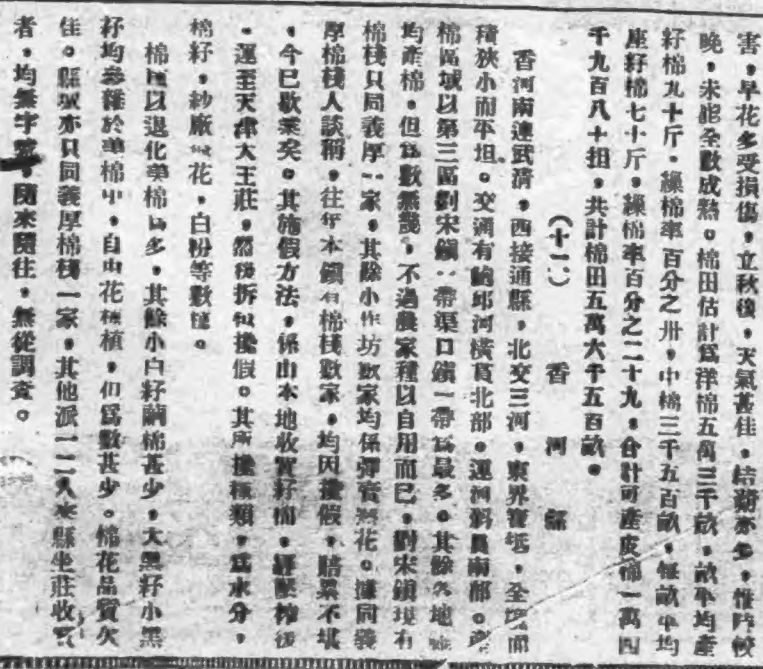 害，早花多受損傷，立秋後，天氣甚佳，結勒亦多，惟時較
晚，未能全數成熟。棉田估計爲洋棉五萬三千畝，畝平均產
籽棉九十斤，繰棉率百分之卅，中棉三千五百畝，每畝平均
座籽棉七十斤，繰棉率百分之二十九，合計可產皮棉一萬四
千九百八十担，共計棉田五萬六千五百畝。
（十二） 香河縣
香河南連武清，西接通縣，北交三河，東界寶坻，全境面
積狹小而平坦。交通有鮑邱河橫貫北部。運河斜貫南部。產
棉區域以第三區劉宋鎮一帶渠口鎮一帶爲最多。其餘各地雖
均產棉，但爲數無幾，不過農家種以自用而已，劉宋鎮現有
棉棧只同義厚一家，其餘小作坊數家均係彈賣熟花。據同義
厚棉棧人談稱，往年本鎮有棉棧數家，均因攙假，賠累不堪
，今已歇業矣。其施假方法，係由本地收買籽棉，經壓榨後
，運至天津大王莊，然後拆包攙假。其所攙種類，爲水分，
棉籽，紗廠花，白粉等數種。
棉種以退化美棉爲多，其餘小白籽繭棉甚少，大黑籽小黑
籽均參雜於美棉中，自由花種植，但爲數甚少。棉花品質欠
佳。縣城亦只同義厚棉棧一家，其他派一二人來縣坐莊收買
者，均無字號，隨來隨往，無從調查。